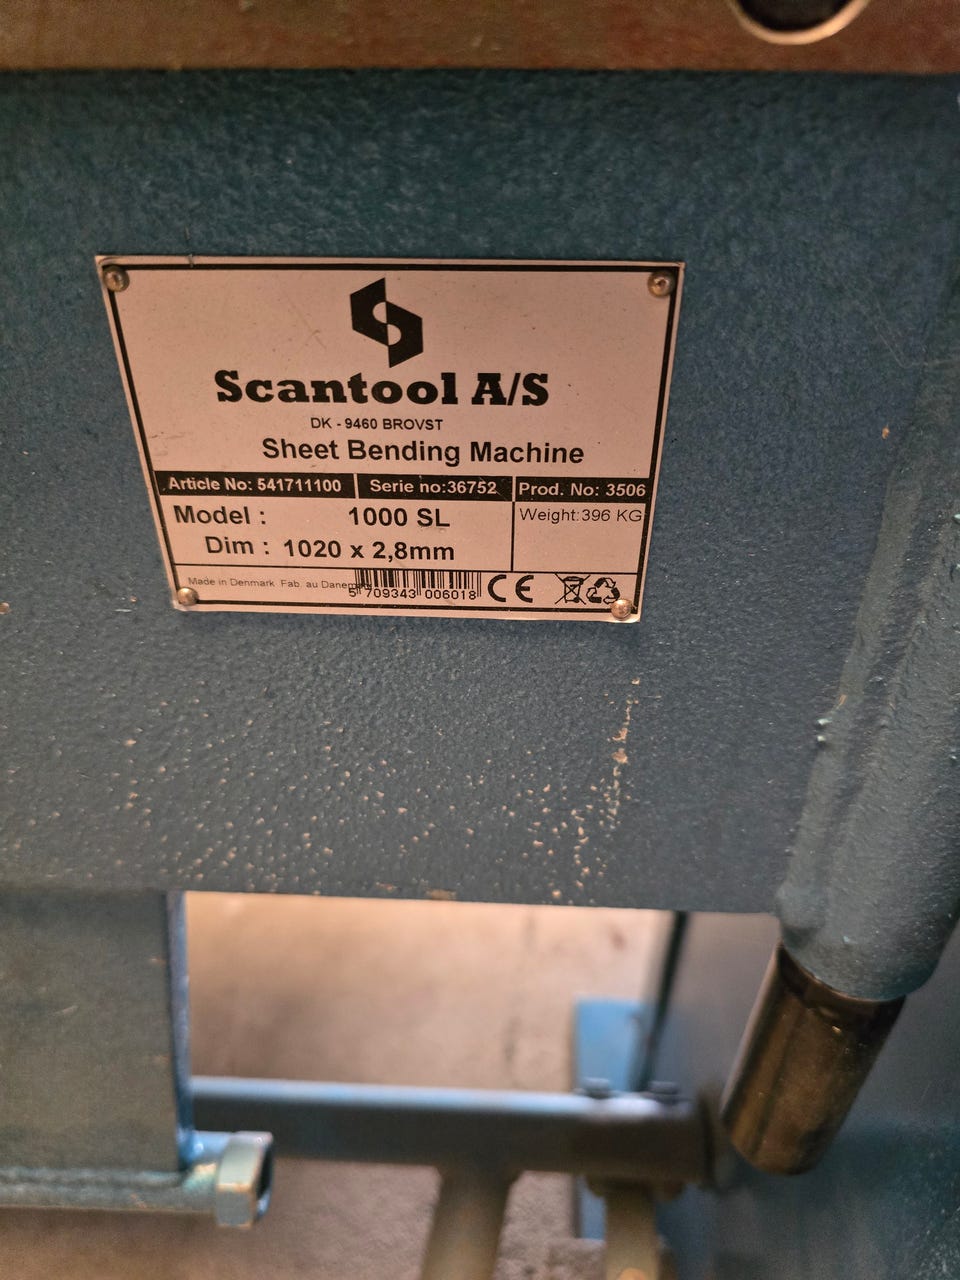 Scantool A/S
DK - 9460 BROVST
Sheet Bending Machine
Article No: 541711100 Serie no:36752 Prod. No: 3506
Model : 1000 SL Weight:396 KG
Dim : 1020 x 2,8mm
Made in Denmark Fab. au Danemark
5 709343 006018 CE